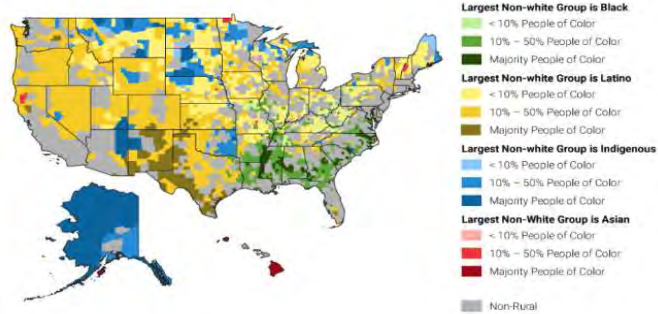 Largest Non-white Group is Black
< 10% People of Color
10% – 50% People of Color
Majority People of Color
Largest Non-white Group is Latino
< 10% People of Color
10% – 50% People of Color
Majority People of Color
Largest Non-white Group is Indigenous
< 10% People of Color
10% – 50% People of Color
Majority People of Color
Largest Non-White Group is Asian
< 10% People of Color
10% – 50% People of Color
Majority People of Color
Non-Rural